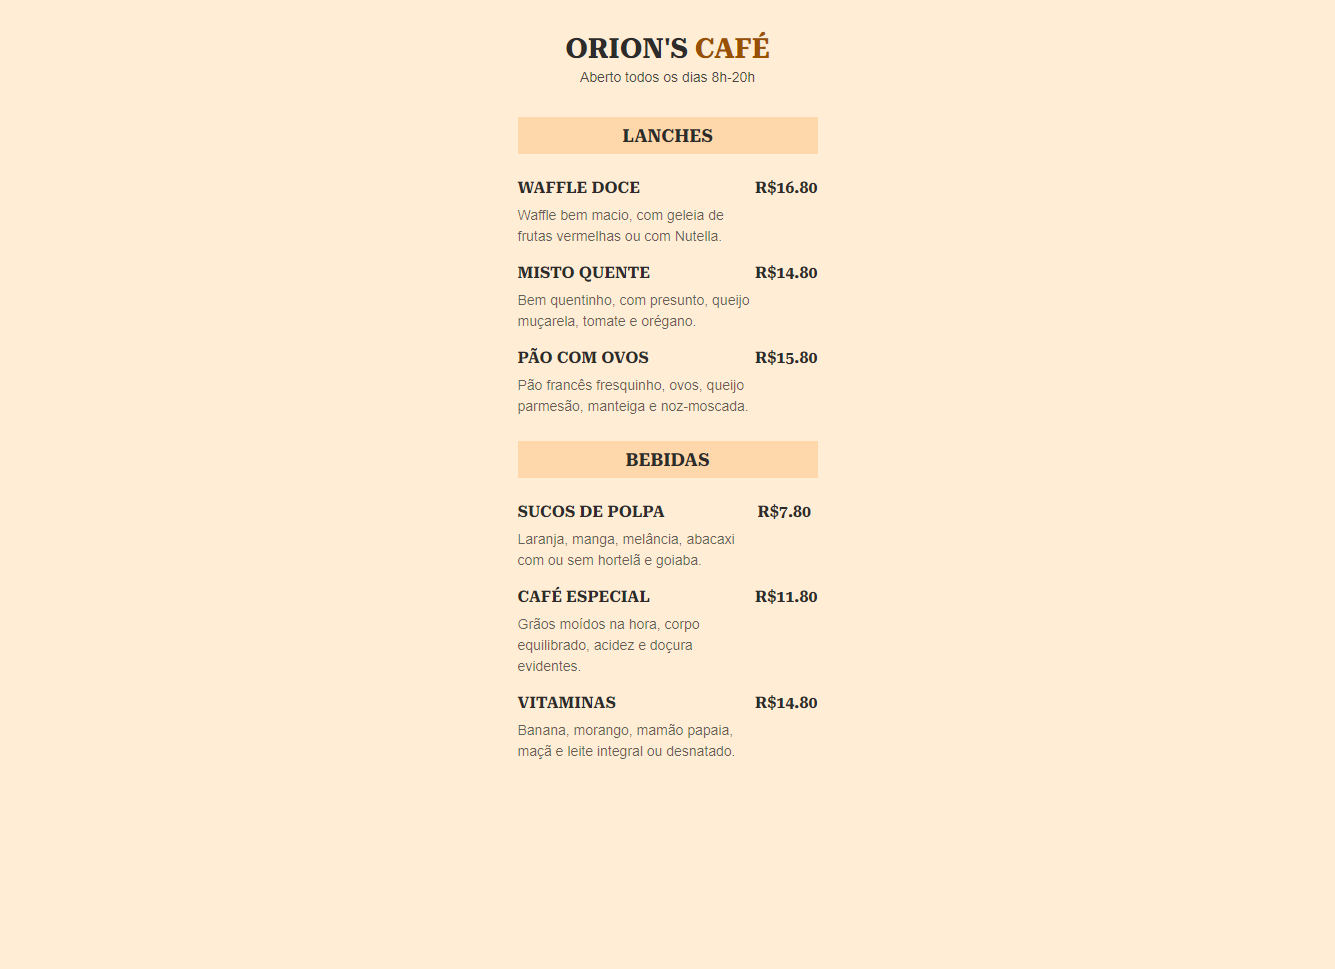 ORION'S CAFÉ
Aberto todos os dias 8h-20h
LANCHES
WAFFLE DOCE R$16.80
Waffle bem macio, com geleia de
frutas vermelhas ou com Nutella.
MISTO QUENTE R$14.80
Bem quentinho, com presunto, queijo
muçarela, tomate e orégano.
PÃO COM OVOS R$15.80
Pão francês fresquinho, ovos, queijo
parmesão, manteiga e noz-moscada.
BEBIDAS
SUCOS DE POLPA R$7.80
Laranja, manga, melância, abacaxi
com ou sem hortelã e goiaba.
CAFÉ ESPECIAL R$11.80
Grãos moídos na hora, corpo
equilibrado, acidez e doçura
evidentes.
VITAMINAS R$14.80
Banana, morango, mamão papaia,
maçã e leite integral ou desnatado.